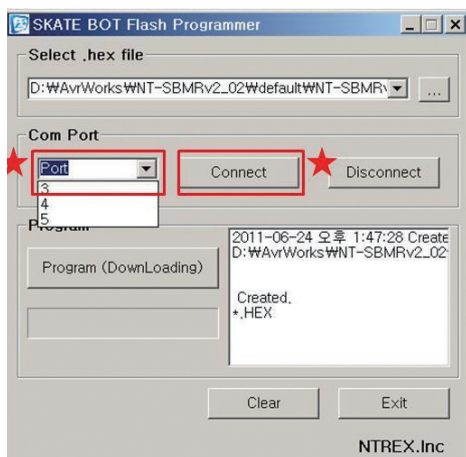 SKATE BOT Flash Programmer
Select .hex file
D:₩AvrWorks₩NT-SBMRv2_02₩default₩NT-SBMR
...
Com Port
Port
Connect
Disconnect
3
4
5
Program
2011-06-24 오후 1:47:28 Create
D:₩AvrWorks₩NT-SBMRv2_02
Program (DownLoading)
Created.
*.HEX
Clear
Exit
NTREX.Inc